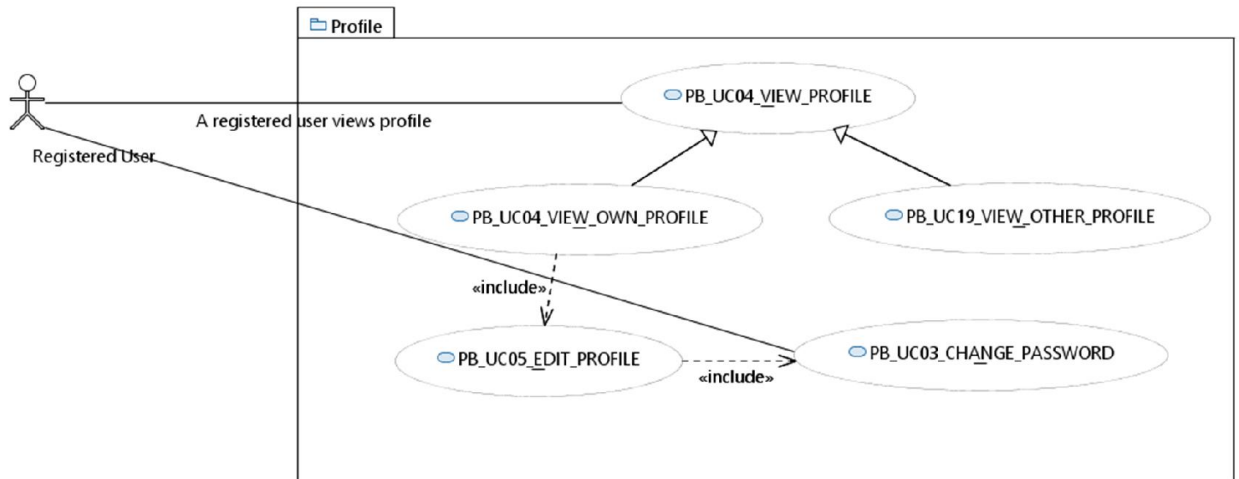 Profile
PB_UC04_VIEW_PROFILE
A registered user views profile
Registered User
PB_UC04_VIEW_OWN_PROFILE
PB_UC19_VIEW_OTHER_PROFILE
«include»
PB_UC05_EDIT_PROFILE
PB_UC03_CHANGE_PASSWORD
«include»